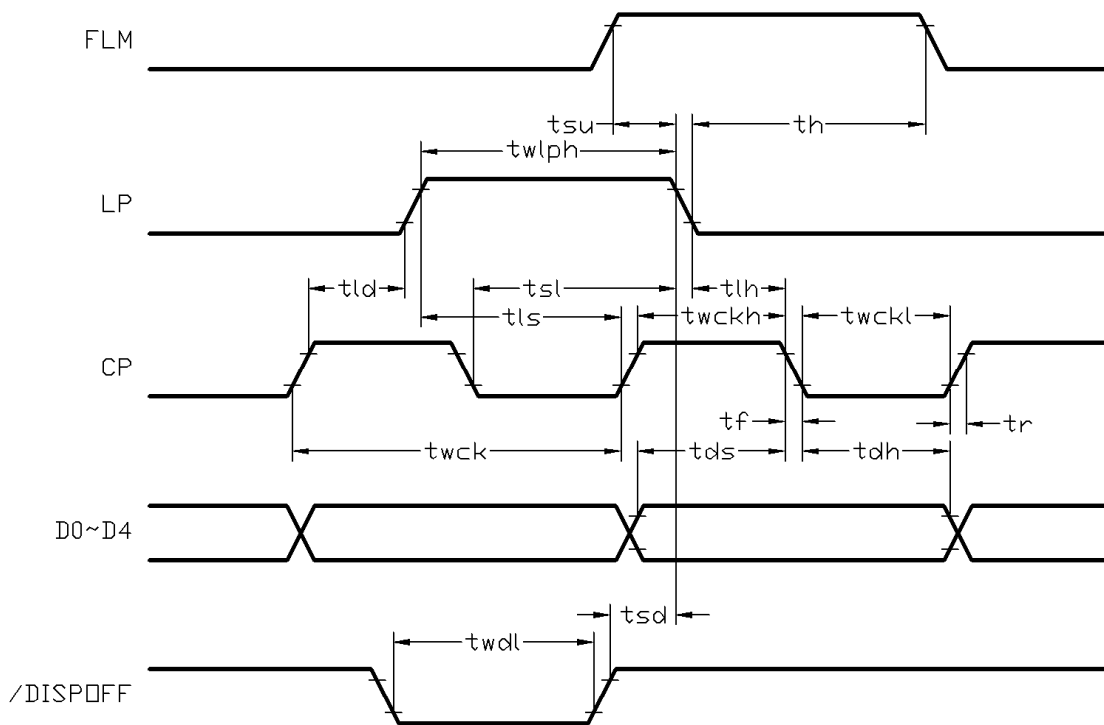 FLM
tsu
th
twlph
LP
tld
tsl
tlh
tls
twckh
twckl
CP
tf
tr
twck
tds
tdh
D0~D4
tsd
twdl
/DISPOFF